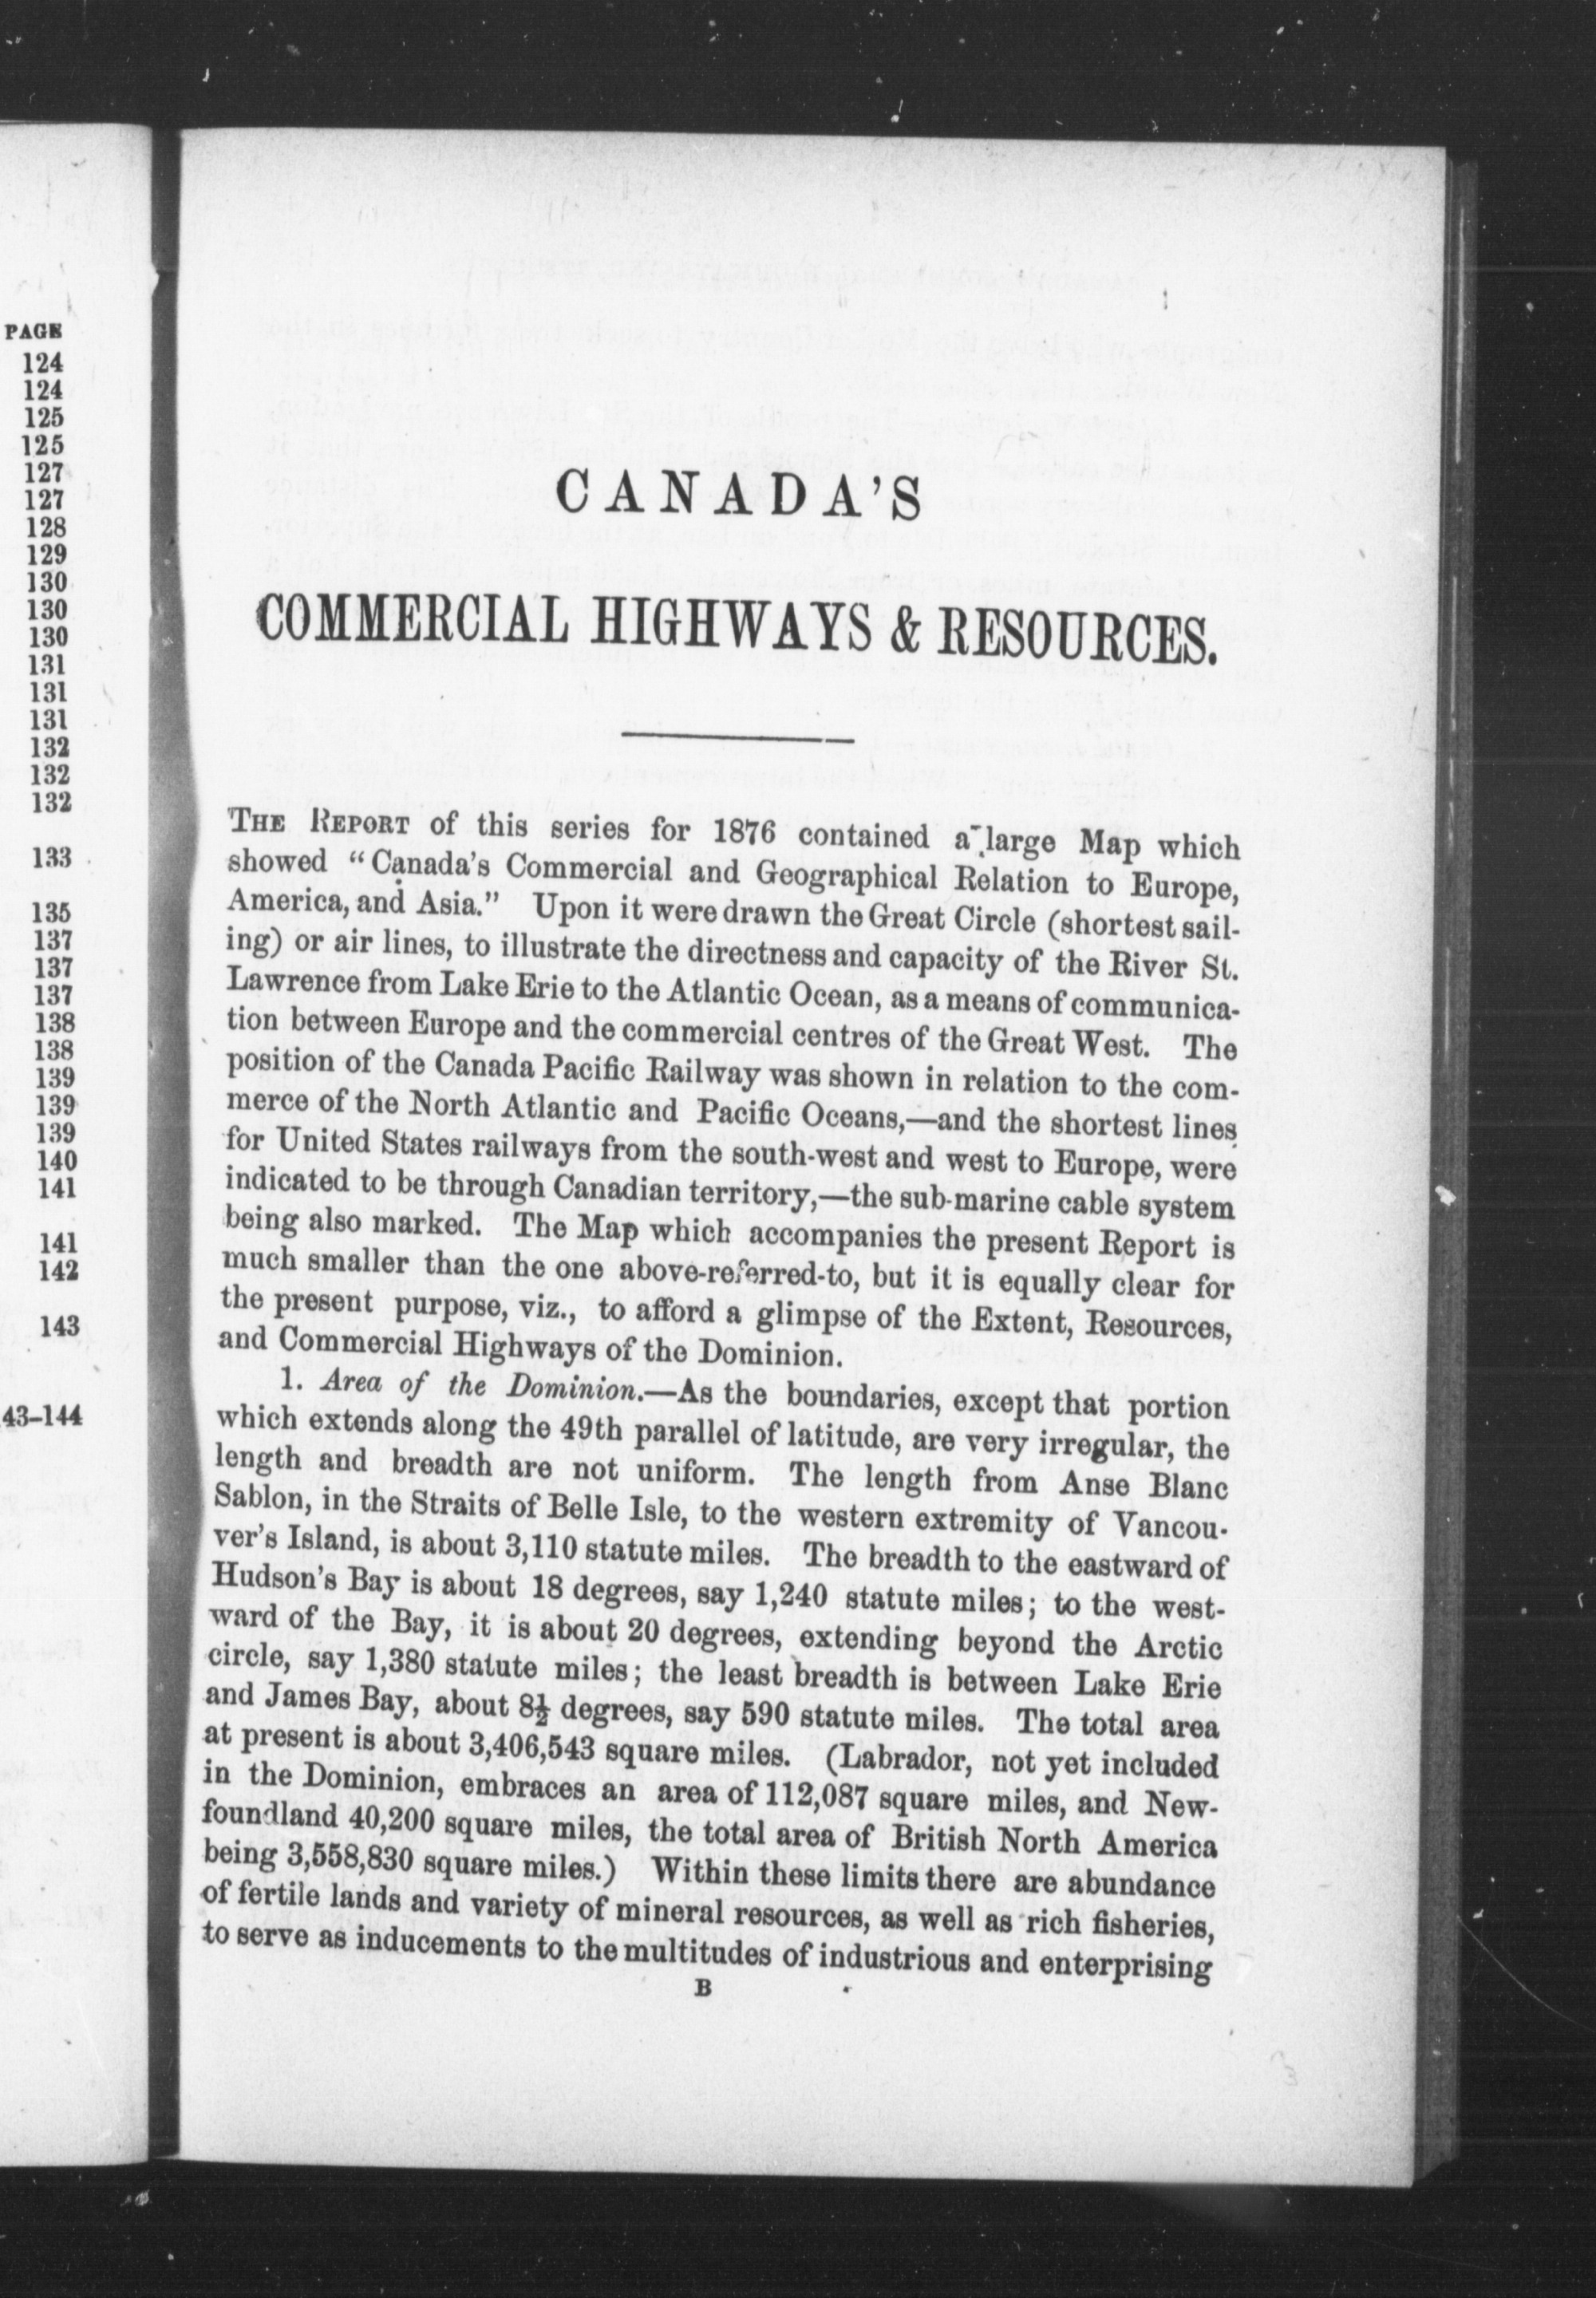 PAGE
124
124
125
125
127
127
128
129
130
130
130
131
131
131
132
132
132
133
135
137
137
137
138
138
139
139
139
140
141
141
142
143
43–144
CANADA'S
COMMERCIAL HIGHWAYS & RESOURCES.
THE REPORT of this series for 1876 contained a large Map which
showed “Canada's Commercial and Geographical Relation to Europe,
America, and Asia.” Upon it were drawn the Great Circle (shortest sail-
ing) or air lines, to illustrate the directness and capacity of the River St.
Lawrence from Lake Erie to the Atlantic Ocean, as a means of communica-
tion between Europe and the commercial centres of the Great West. The
position of the Canada Pacific Railway was shown in relation to the com-
merce of the North Atlantic and Pacific Oceans,—and the shortest lines
for United States railways from the south-west and west to Europe, were
indicated to be through Canadian territory,—the sub-marine cable system
being also marked. The Map which accompanies the present Report is
much smaller than the one above-referred-to, but it is equally clear for
the present purpose, viz., to afford a glimpse of the Extent, Resources,
and Commercial Highways of the Dominion.
1. Area of the Dominion.—As the boundaries, except that portion
which extends along the 49th parallel of latitude, are very irregular, the
length and breadth are not uniform. The length from Anse Blanc
Sablon, in the Straits of Belle Isle, to the western extremity of Vancou-
ver's Island, is about 3,110 statute miles. The breadth to the eastward of
Hudson's Bay is about 18 degrees, say 1,240 statute miles; to the west-
ward of the Bay, it is about 20 degrees, extending beyond the Arctic
circle, say 1,380 statute miles; the least breadth is between Lake Erie
and James Bay, about 8½ degrees, say 590 statute miles. The total area
at present is about 3,406,543 square miles. (Labrador, not yet included
in the Dominion, embraces an area of 112,087 square miles, and New-
foundland 40,200 square miles, the total area of British North America
being 3,558,830 square miles.) Within these limits there are abundance
of fertile lands and variety of mineral resources, as well as rich fisheries,
to serve as inducements to the multitudes of industrious and enterprising
B